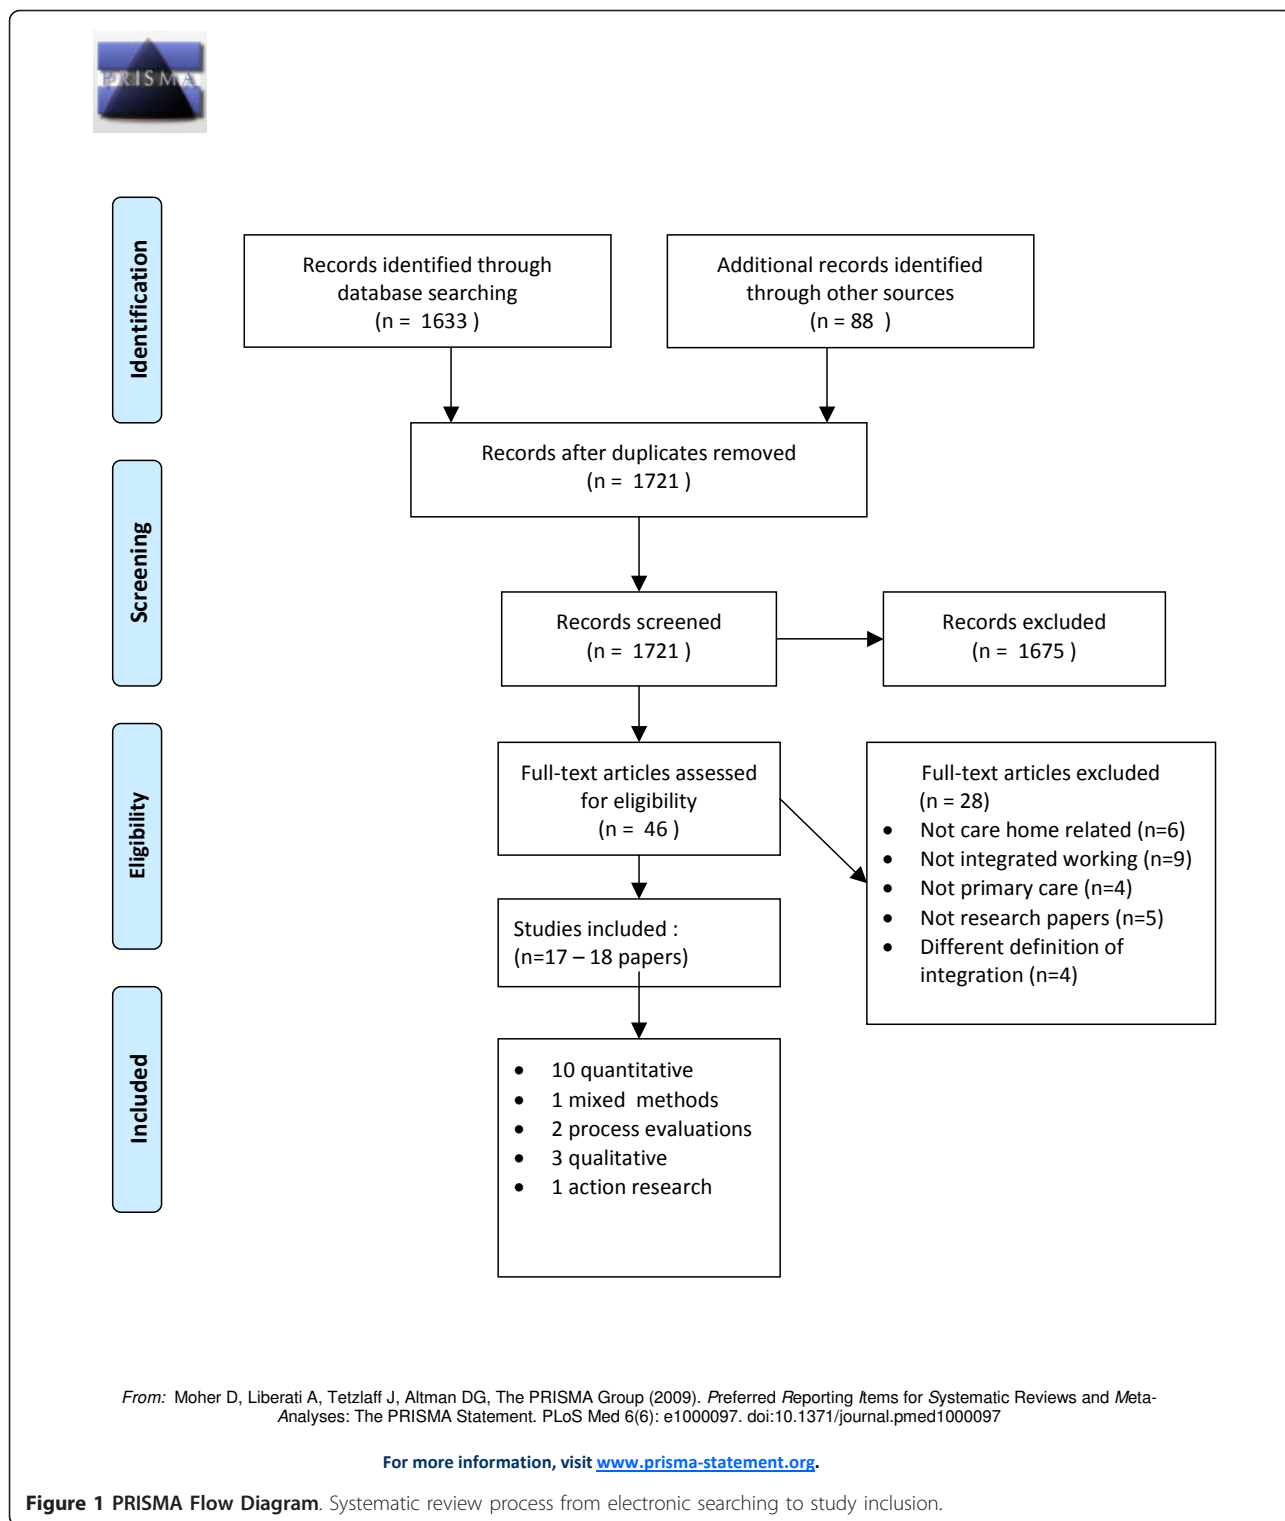 PRISMA
Identification
Records identified through
database searching
(n = 1633 )
Additional records identified
through other sources
(n = 88 )
Records after duplicates removed
(n = 1721 )
Screening
Records screened
(n = 1721 )
Records excluded
(n = 1675 )
Eligibility
Full-text articles assessed
for eligibility
(n = 46 )
Full-text articles excluded
(n = 28)
• Not care home related (n=6)
• Not integrated working (n=9)
• Not primary care (n=4)
• Not research papers (n=5)
• Different definition of
integration (n=4)
Studies included :
(n=17 – 18 papers)
Included
• 10 quantitative
• 1 mixed methods
• 2 process evaluations
• 3 qualitative
• 1 action research
From: Moher D, Liberati A, Tetzlaff J, Altman DG, The PRISMA Group (2009). Preferred Reporting Items for Systematic Reviews and Meta-
Analyses: The PRISMA Statement. PLoS Med 6(6): e1000097. doi:10.1371/journal.pmed1000097
For more information, visit www.prisma-statement.org.
Figure 1 PRISMA Flow Diagram. Systematic review process from electronic searching to study inclusion.